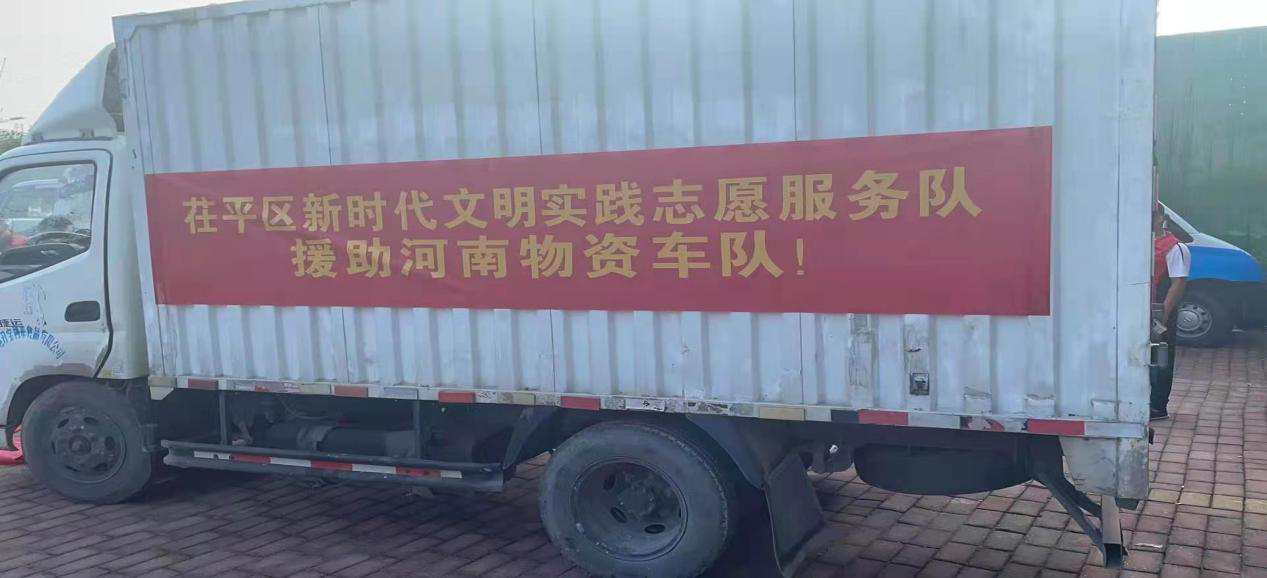 茌平区新时代文明实践志愿服务队
援助河南物资车队！